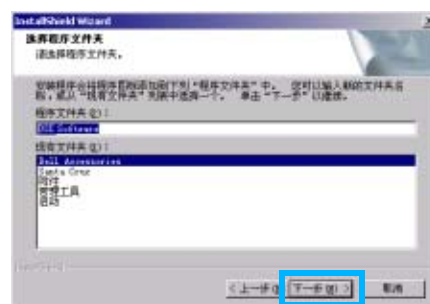 InstallShield Wizard
选择程序文件夹
请选择程序文件夹。
安装程序会将程序图标添加到下列“程序文件夹”中。 您可以输入新的文件夹名
称，或从“现有文件夹”列表中选择一个。 单击“下一步”以继续。
程序文件夹(P)：
Software
现有文件夹(X)：
Dell Accessories
Santa Cruz
附件
管理工具
启动
InstallShield
< 上一步(B)
下一步(N) >
取消